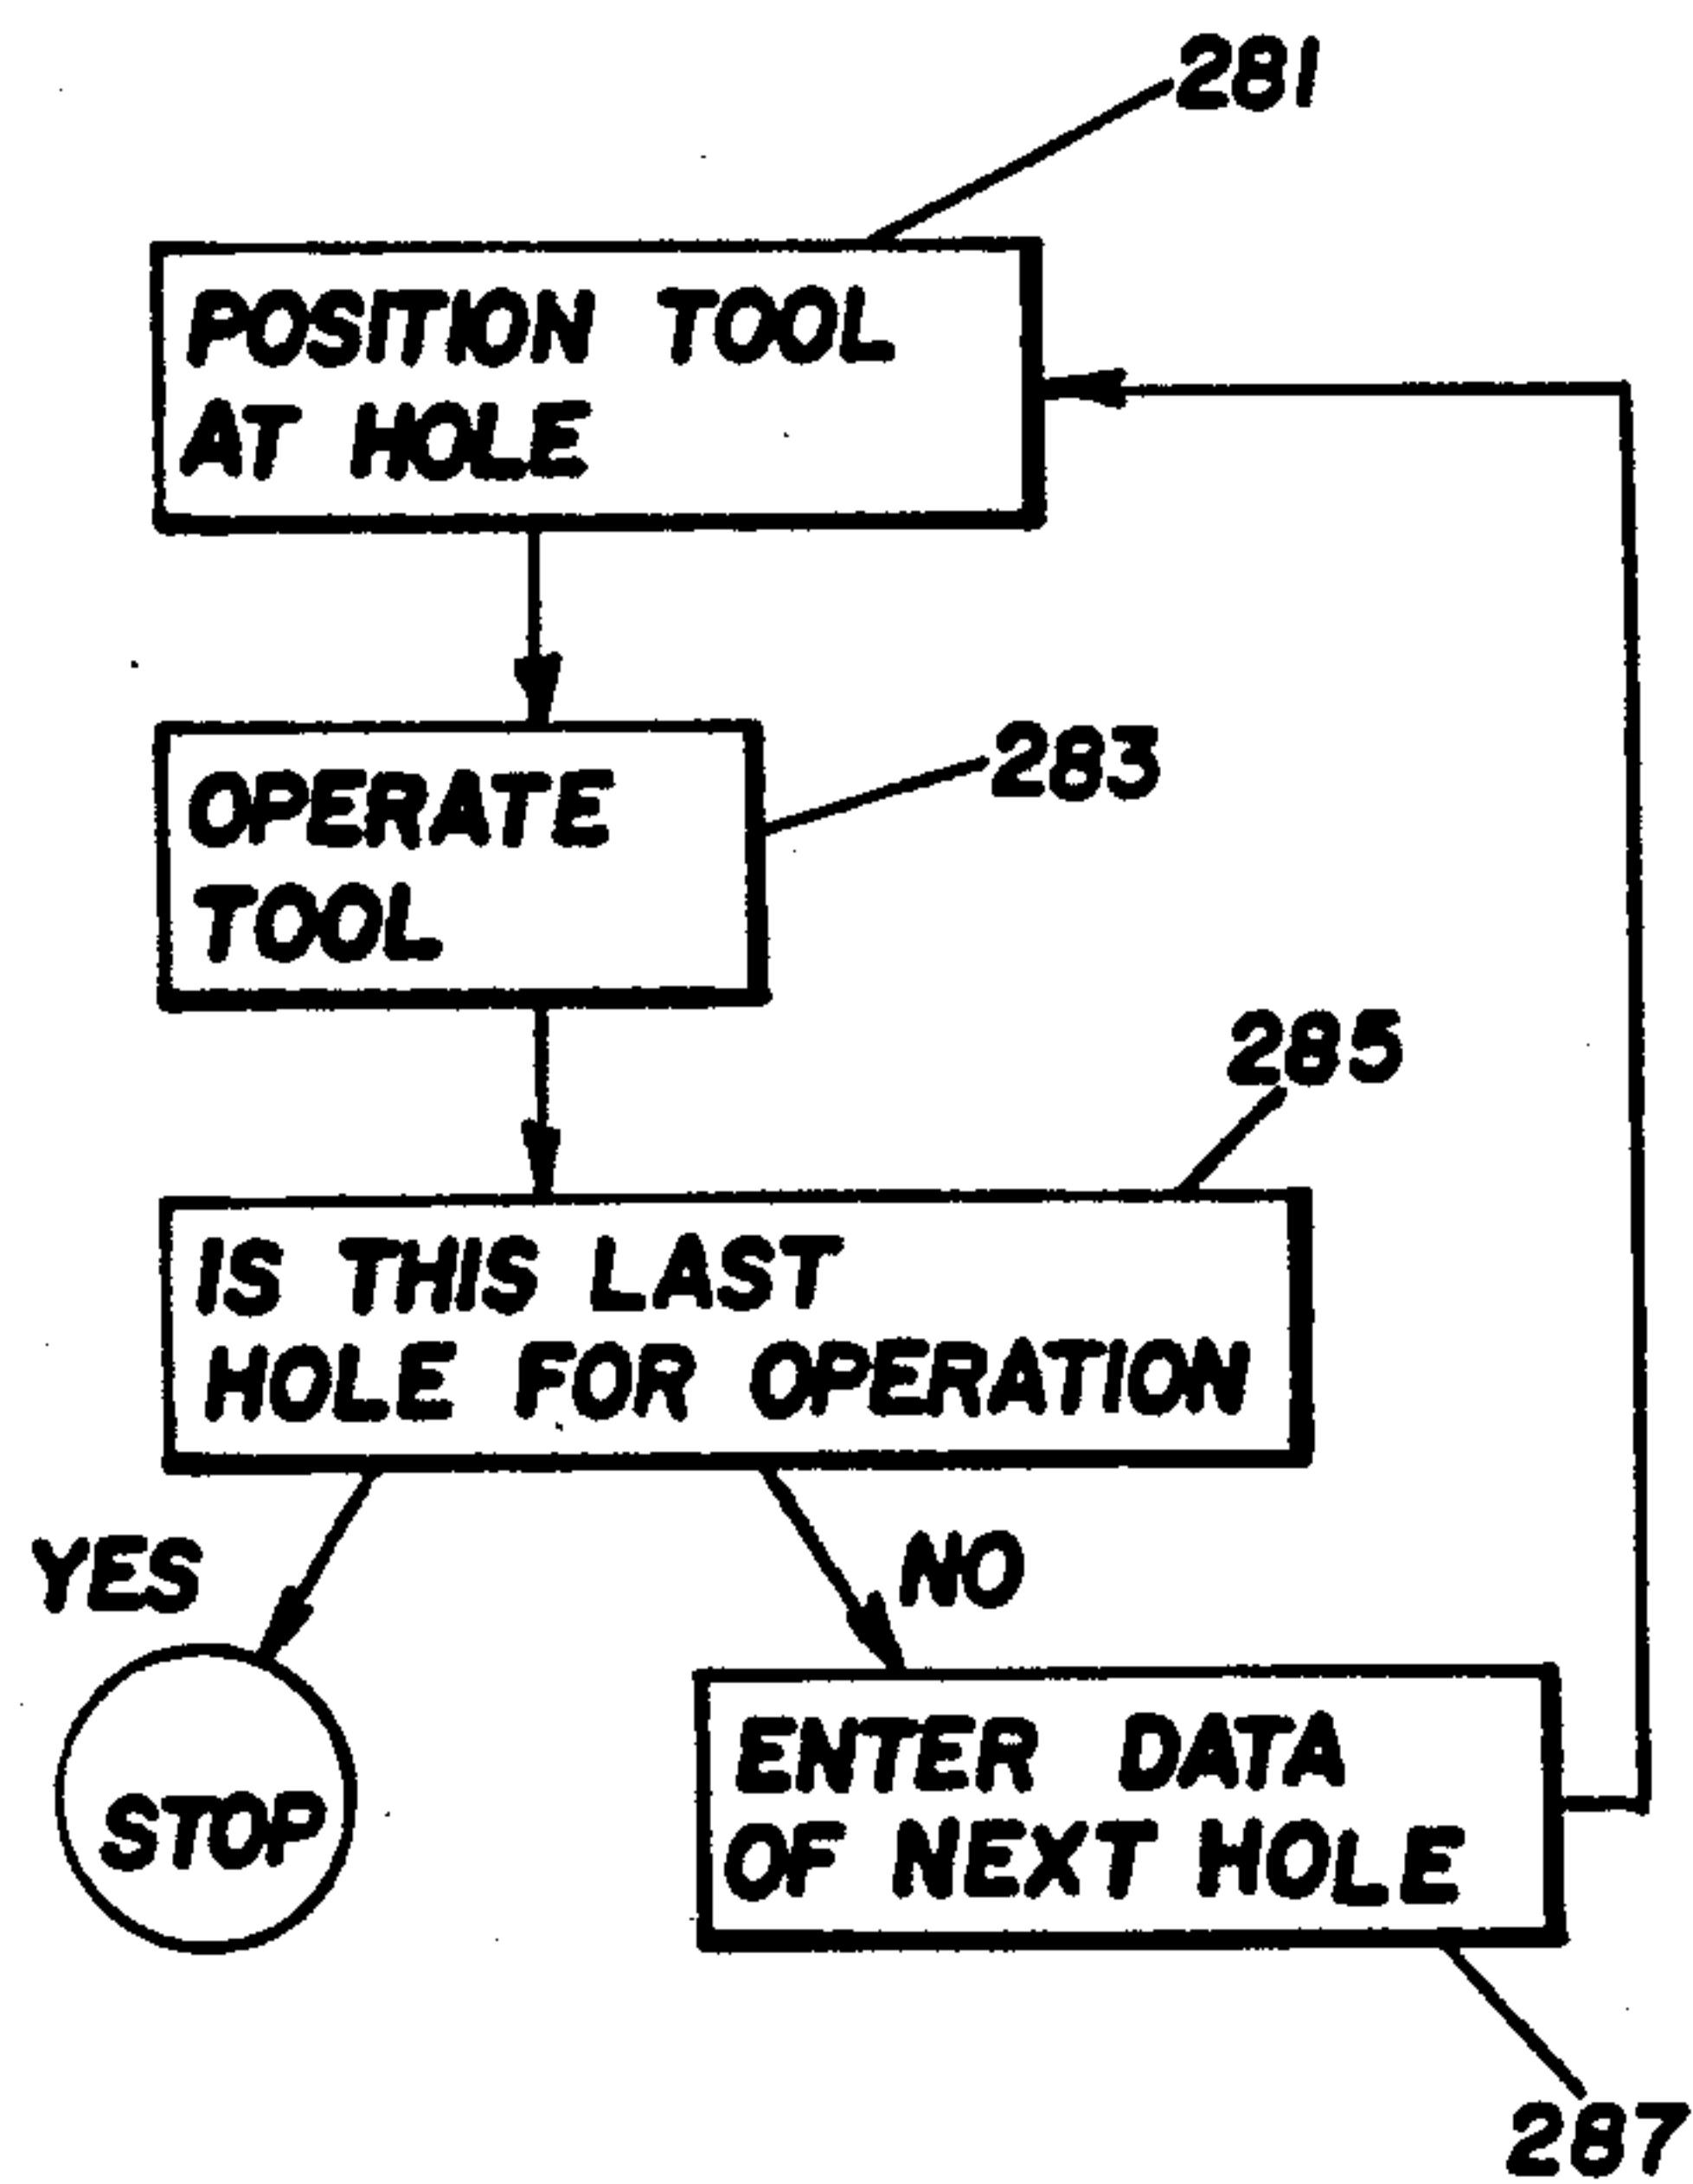 281
POSITION TOOL
AT HOLE
OPERATE
TOOL
283
285
IS THIS LAST
HOLE FOR OPERATION
YES
NO
STOP
ENTER DATA
OF NEXT HOLE
287